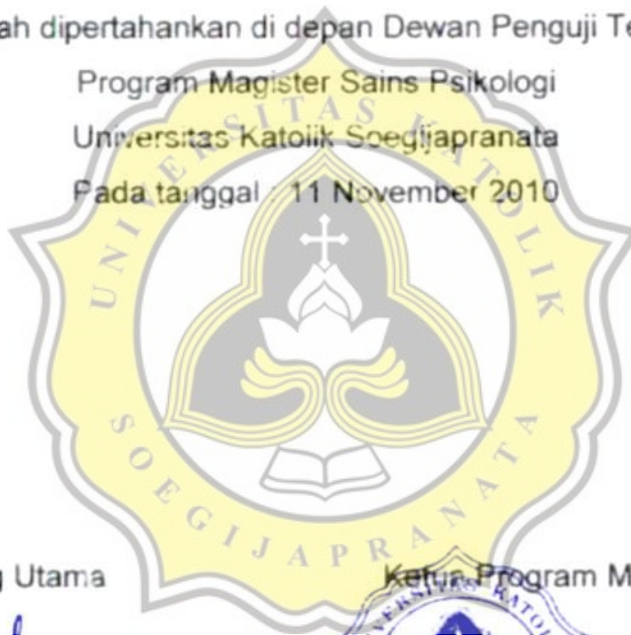 ah dipertahankan di depan Dewan Penguji Te
Program Magister Sains Psikologi
Universitas Katolik Soegijapranata
Pada tanggal : 11 November 2010
UNIVERSITAS KATOLIK
SOEGIJAPRANATA
g Utama
Ketua Program M